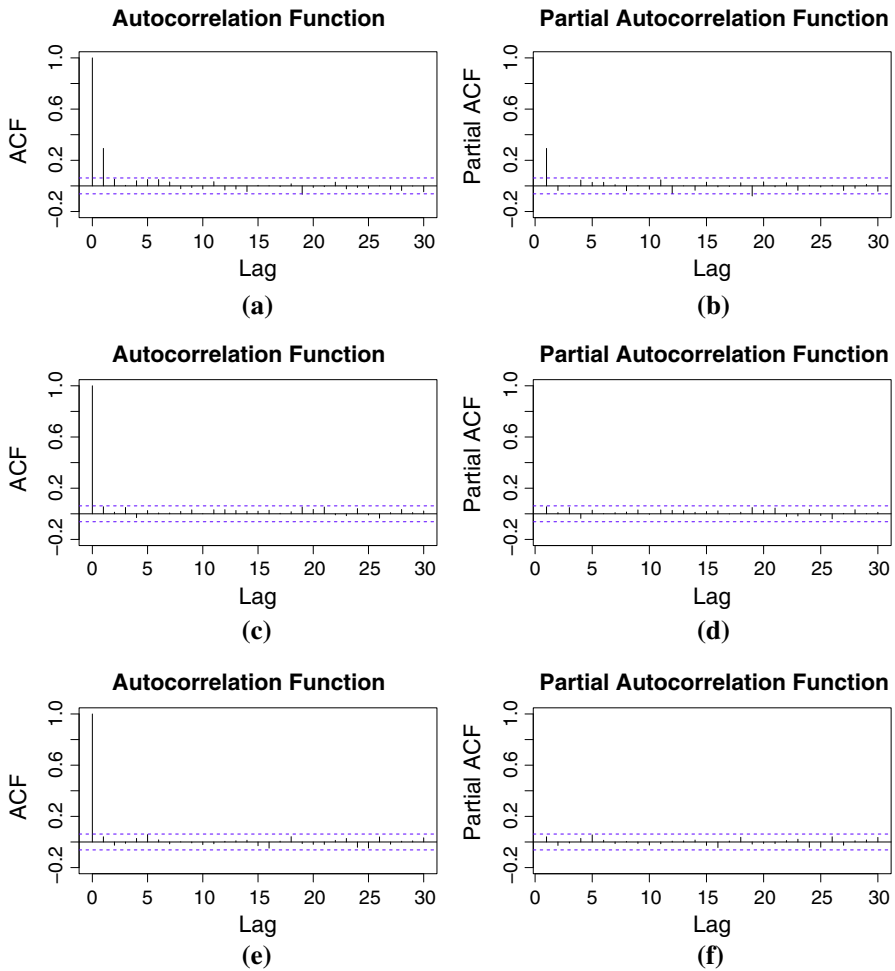 Autocorrelation Function
Partial Autocorrelation Function
ACF
−0.2 0.2 0.6 1.0
0 5 10 15 20 25 30
Lag
(a)
Partial ACF
−0.2 0.2 0.6 1.0
0 5 10 15 20 25 30
Lag
(b)
Autocorrelation Function
Partial Autocorrelation Function
ACF
−0.2 0.2 0.6 1.0
0 5 10 15 20 25 30
Lag
(c)
Partial ACF
−0.2 0.2 0.6 1.0
0 5 10 15 20 25 30
Lag
(d)
Autocorrelation Function
Partial Autocorrelation Function
ACF
−0.2 0.2 0.6 1.0
0 5 10 15 20 25 30
Lag
(e)
Partial ACF
−0.2 0.2 0.6 1.0
0 5 10 15 20 25 30
Lag
(f)